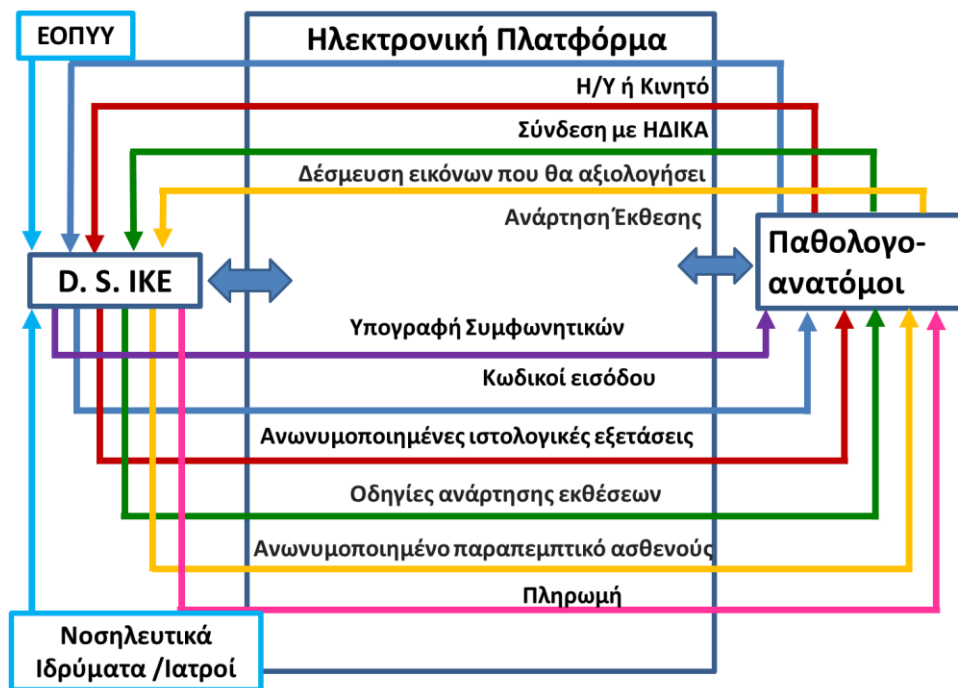 ΕΟΠΥΥ
Ηλεκτρονική Πλατφόρμα
Η/Υ ή Κινητό
Σύνδεση με ΗΔΙΚΑ
Δέσμευση εικόνων που θα αξιολογήσει
Ανάρτηση Έκθεσης
D. S. ΙΚΕ
Παθολογο-
ανατόμοι
Υπογραφή Συμφωνητικών
Κωδικοί εισόδου
Ανωνυμοποιημένες ιστολογικές εξετάσεις
Οδηγίες ανάρτησης εκθέσεων
Ανωνυμοποιημένο παραπεμπτικό ασθενούς
Πληρωμή
Νοσηλευτικά
Ιδρύματα /Ιατροί